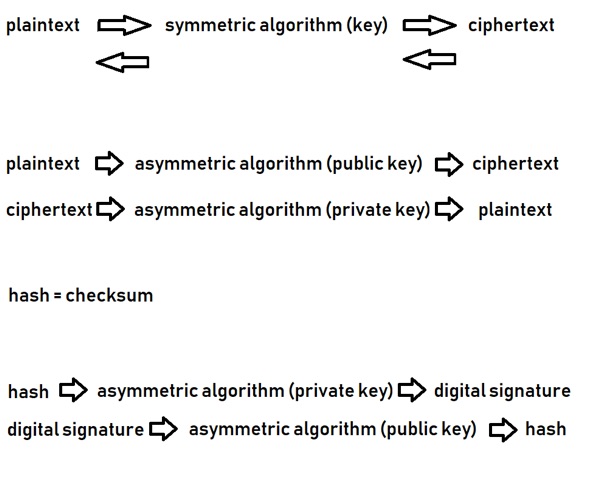 plaintext symmetric algorithm (key) ciphertext
plaintext asymmetric algorithm (public key) ciphertext
ciphertext asymmetric algorithm (private key) plaintext
hash = checksum
hash asymmetric algorithm (private key) digital signature
digital signature asymmetric algorithm (public key) hash